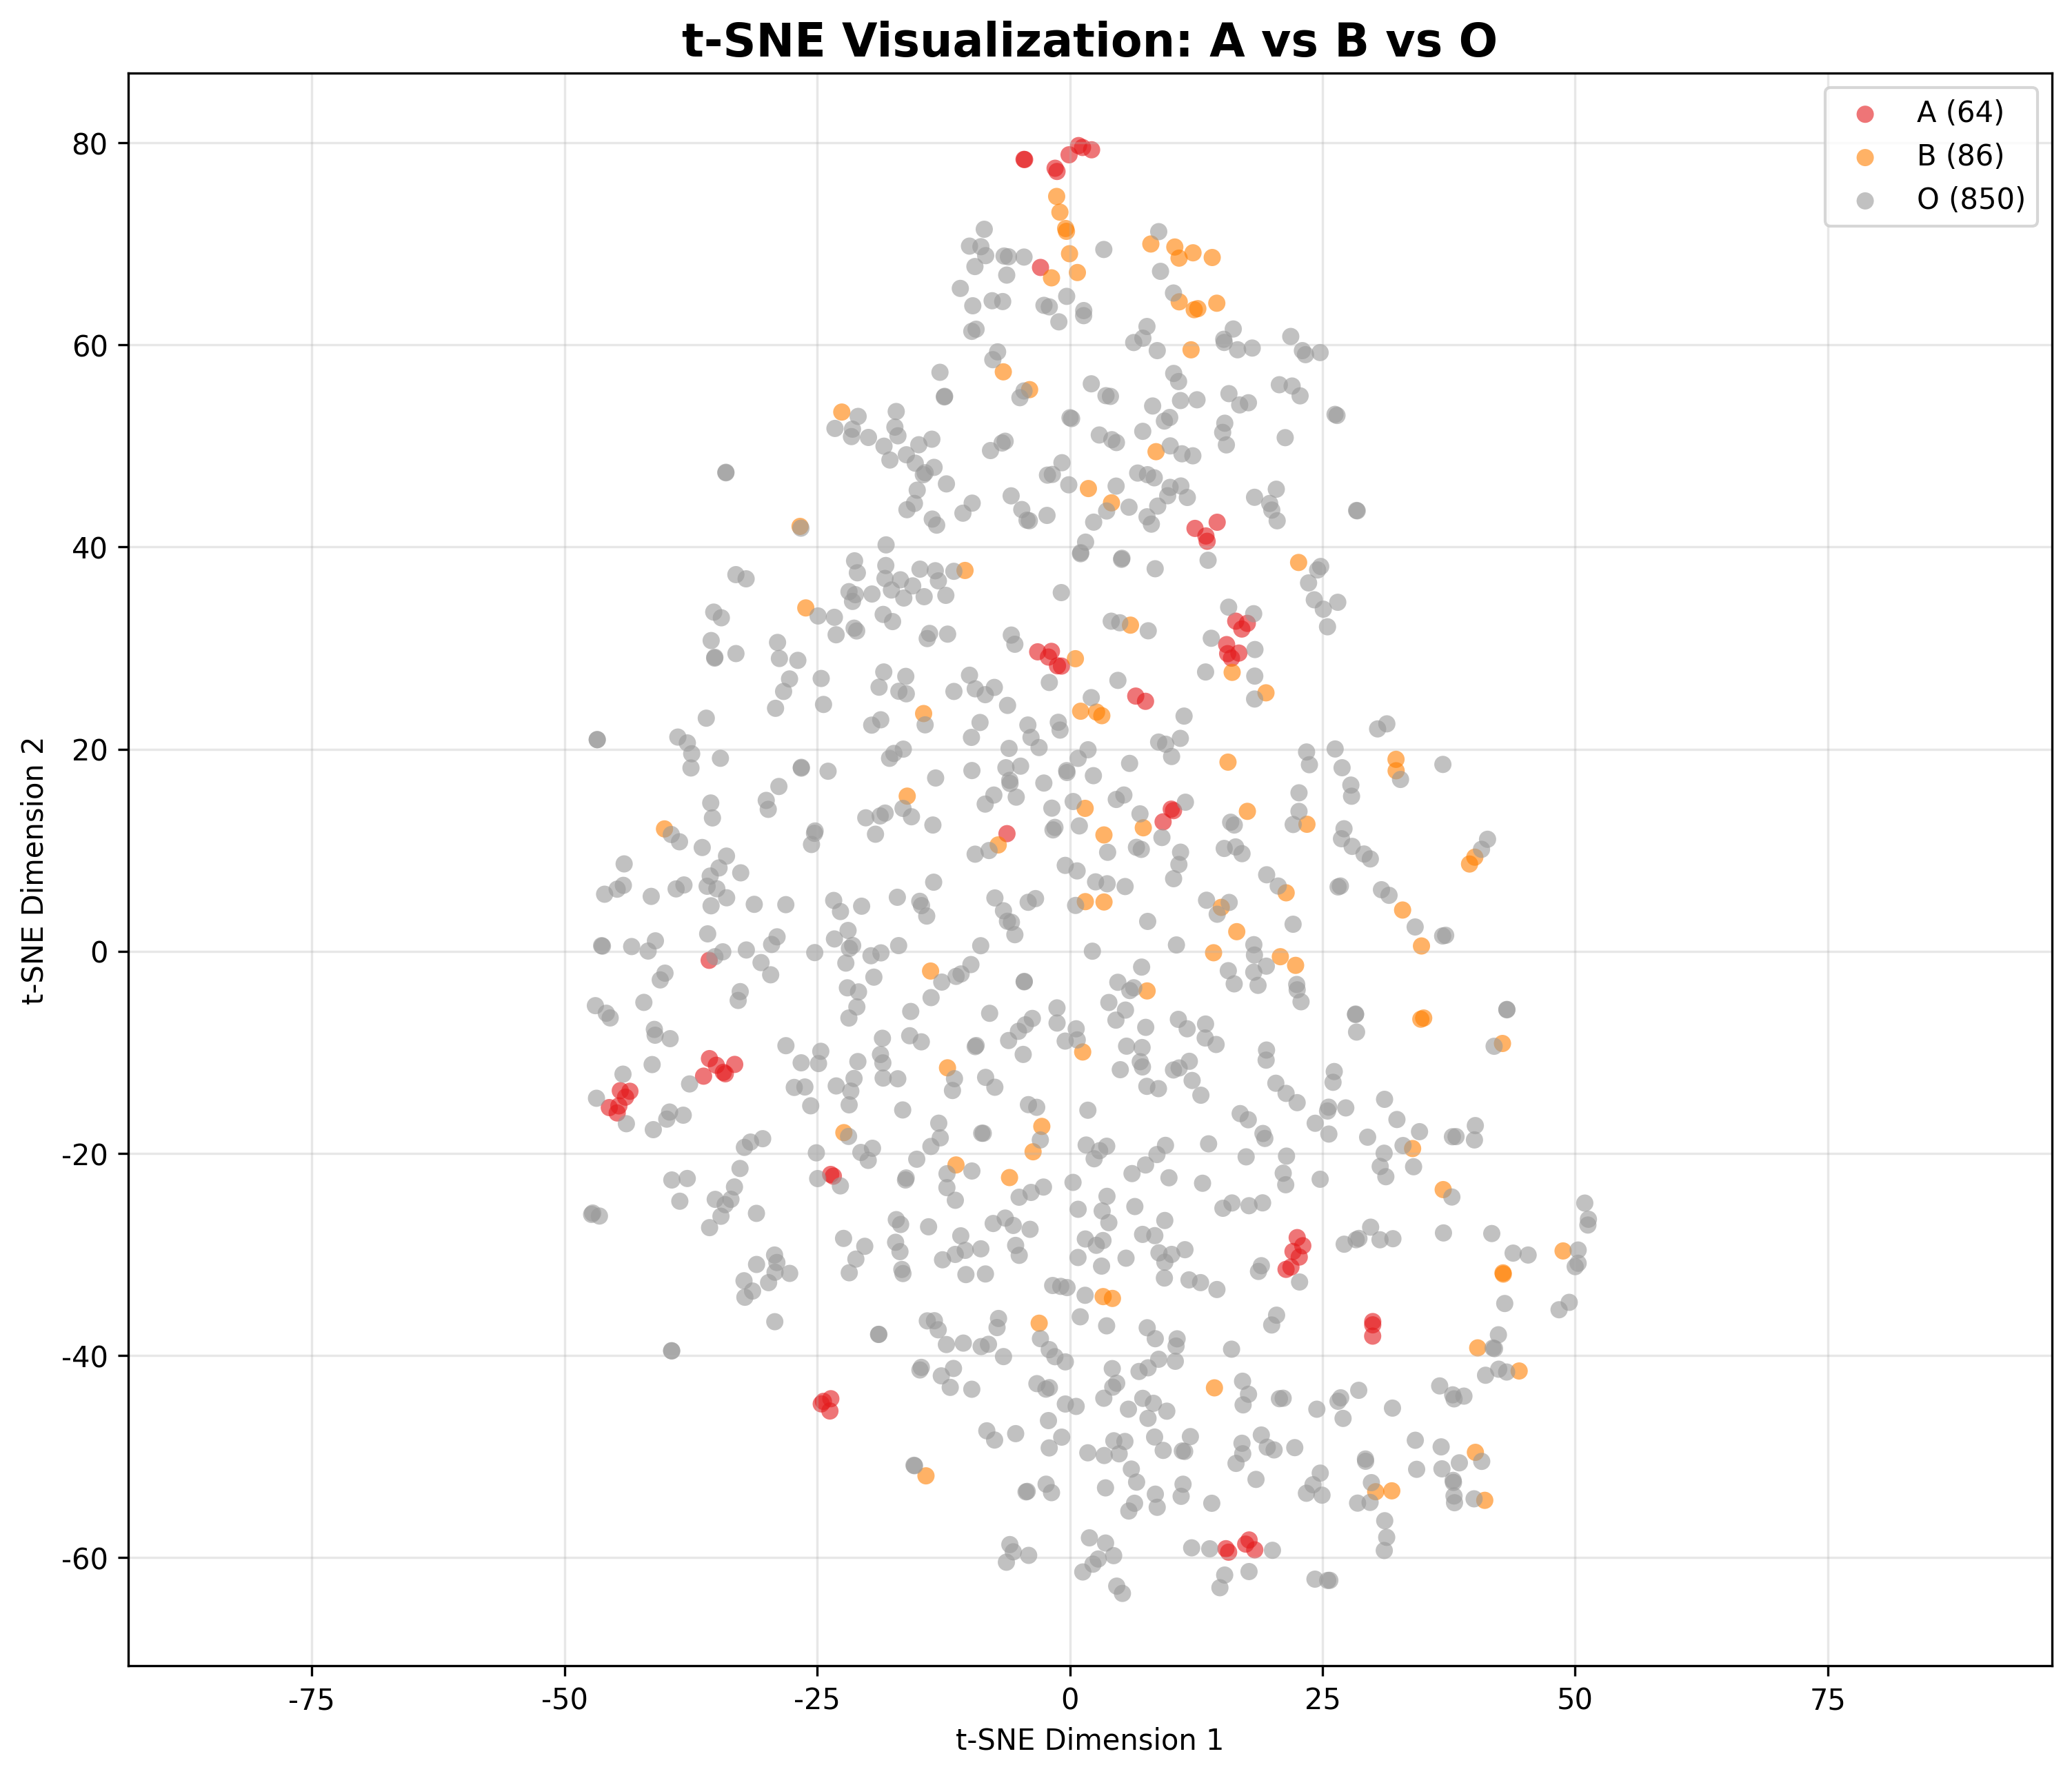 t-SNE Visualization: A vs B vs O
A (64)
B (86)
O (850)
80
60
40
20
0
-20
-40
-60
t-SNE Dimension 2
-75
-50
-25
0
25
50
75
t-SNE Dimension 1